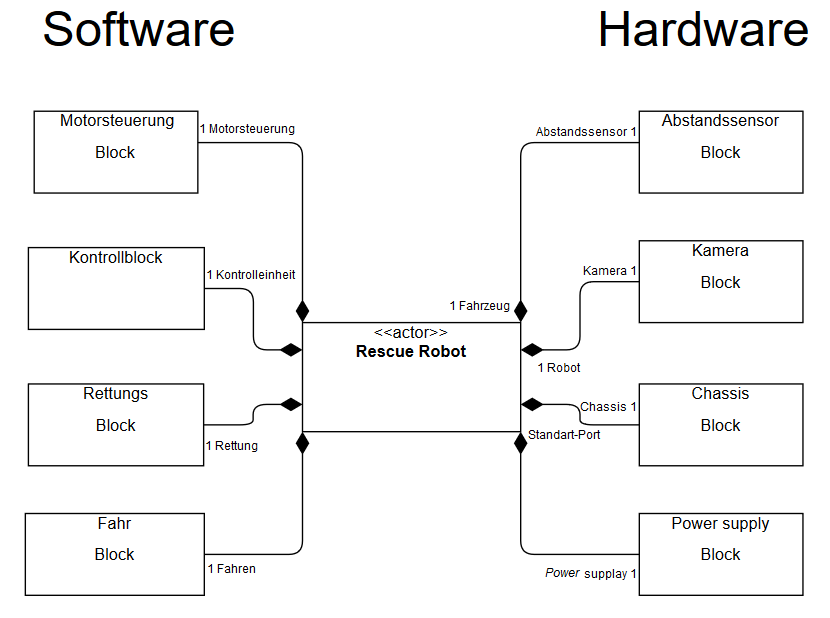 Software
Hardware
Motorsteuerung
Block
1 Motorsteuerung
Abstandssensor 1
Abstandssensor
Block
Kontrollblock
1 Kontrolleinheit
Kamera 1
Kamera
Block
1 Fahrzeug
<<actor>>
Rescue Robot
1 Robot
Rettungs
Block
1 Rettung
Chassis 1
Standart-Port
Chassis
Block
Fahr
Block
1 Fahren
Power supplay 1
Power supply
Block